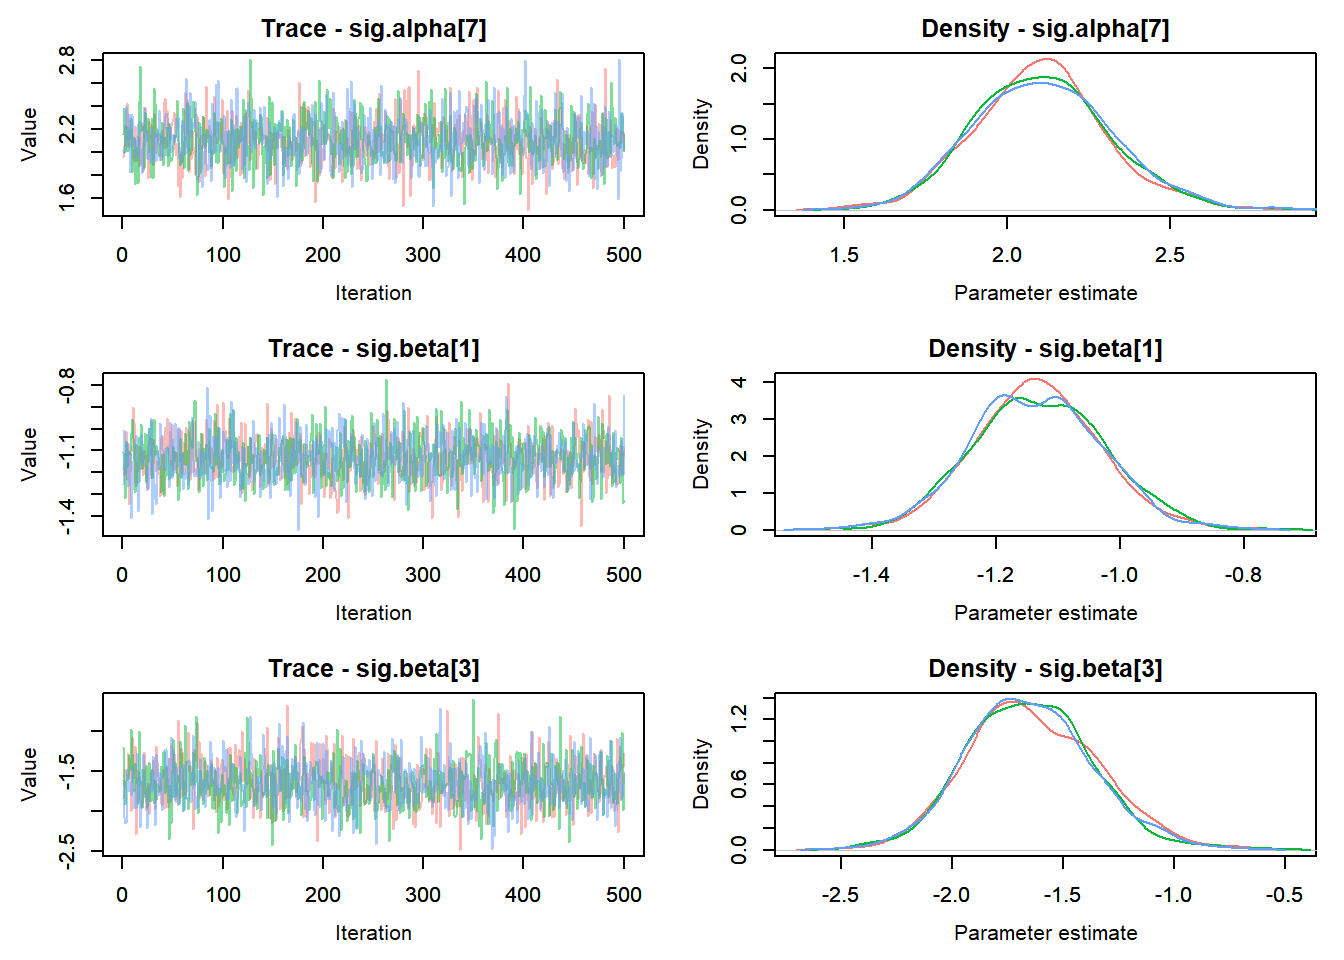 Trace - sig.alpha[7]
Value
1.6 2.2 2.8
0 100 200 300 400 500
Iteration
Density - sig.alpha[7]
Density
0.0 1.0 2.0
1.5 2.0 2.5
Parameter estimate
Trace - sig.beta[1]
Value
-1.4 -1.1 -0.8
0 100 200 300 400 500
Iteration
Density - sig.beta[1]
Density
0 1 2 3 4
-1.4 -1.2 -1.0 -0.8
Parameter estimate
Trace - sig.beta[3]
Value
-2.5 -1.5
0 100 200 300 400 500
Iteration
Density - sig.beta[3]
Density
0.0 0.6 1.2
-2.5 -2.0 -1.5 -1.0 -0.5
Parameter estimate